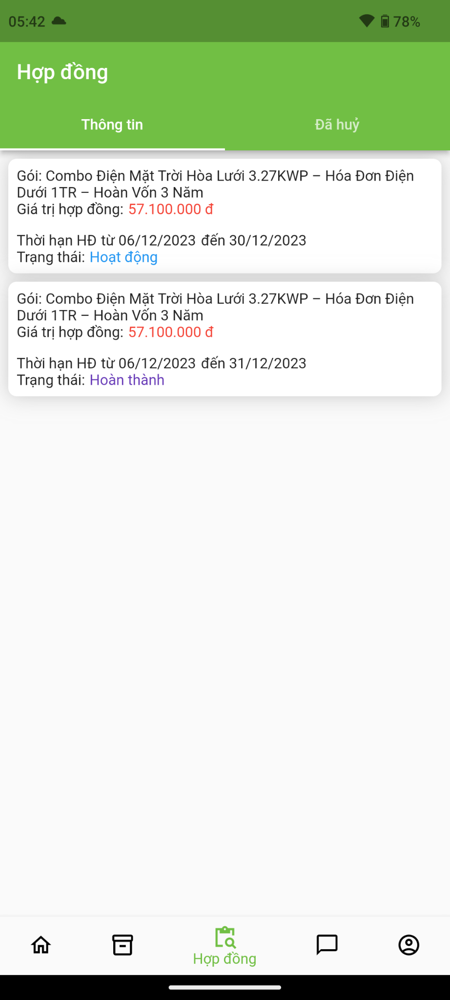 05:42
78%
Hợp đồng
Thông tin
Đã huỷ
Gói: Combo Điện Mặt Trời Hòa Lưới 3.27KWP – Hóa Đơn Điện
Dưới 1TR – Hoàn Vốn 3 Năm
Giá trị hợp đồng: 57.100.000 đ
Thời hạn HĐ từ 06/12/2023 đến 30/12/2023
Trạng thái: Hoạt động
Gói: Combo Điện Mặt Trời Hòa Lưới 3.27KWP – Hóa Đơn Điện
Dưới 1TR – Hoàn Vốn 3 Năm
Giá trị hợp đồng: 57.100.000 đ
Thời hạn HĐ từ 06/12/2023 đến 31/12/2023
Trạng thái: Hoàn thành
Hợp đồng